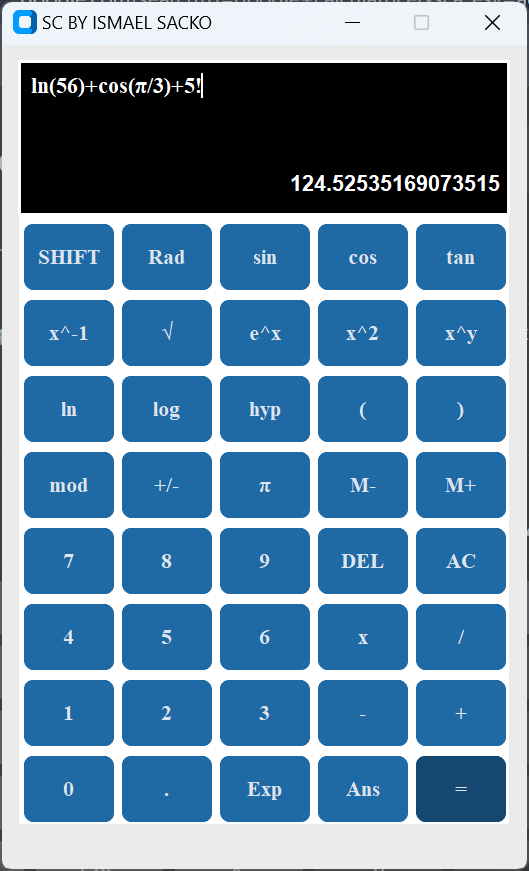 SC BY ISMAEL SACKO
ln(56)+cos(π/3)+5!
124.52535169073515
SHIFT Rad sin cos tan
x^-1 √ e^x x^2 x^y
ln log hyp ( )
mod +/- π M- M+
7 8 9 DEL AC
4 5 6 x /
1 2 3 - +
0 . Exp Ans =